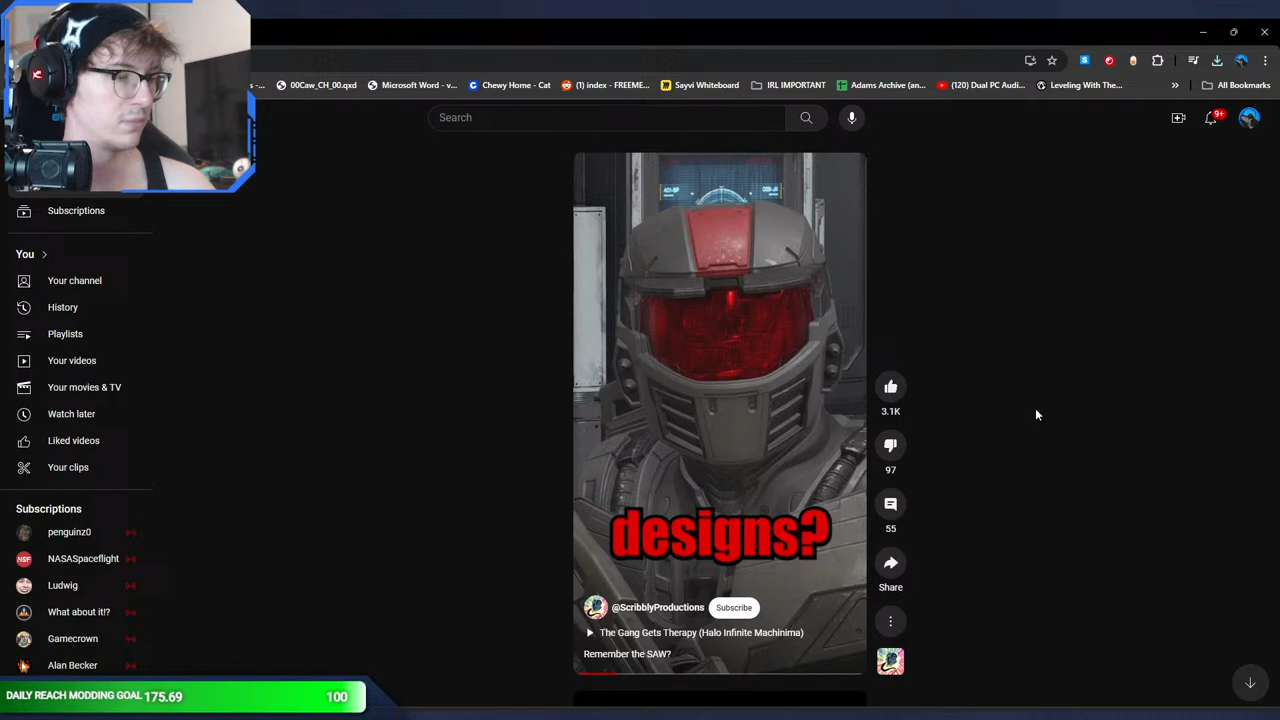 00Caw_CH_00.qxd
Microsoft Word - v...
Chewy Home - Cat
(1) index - FREEME...
Sayvi Whiteboard
IRL IMPORTANT
Adams Archive (an...
(120) Dual PC Audi...
Leveling With The...
»
All Bookmarks
Search
9+
Subscriptions
You
Your channel
History
Playlists
Your videos
Your movies & TV
Watch later
Liked videos
Your clips
Subscriptions
penguinz0
NASASpaceflight
Ludwig
What about it!?
Gamecrown
Alan Becker
designs?
@ScribblyProductions
Subscribe
The Gang Gets Therapy (Halo Infinite Machinima)
Remember the SAW?
3.1K
97
55
Share
DAILY REACH MODDING GOAL 175.69
100